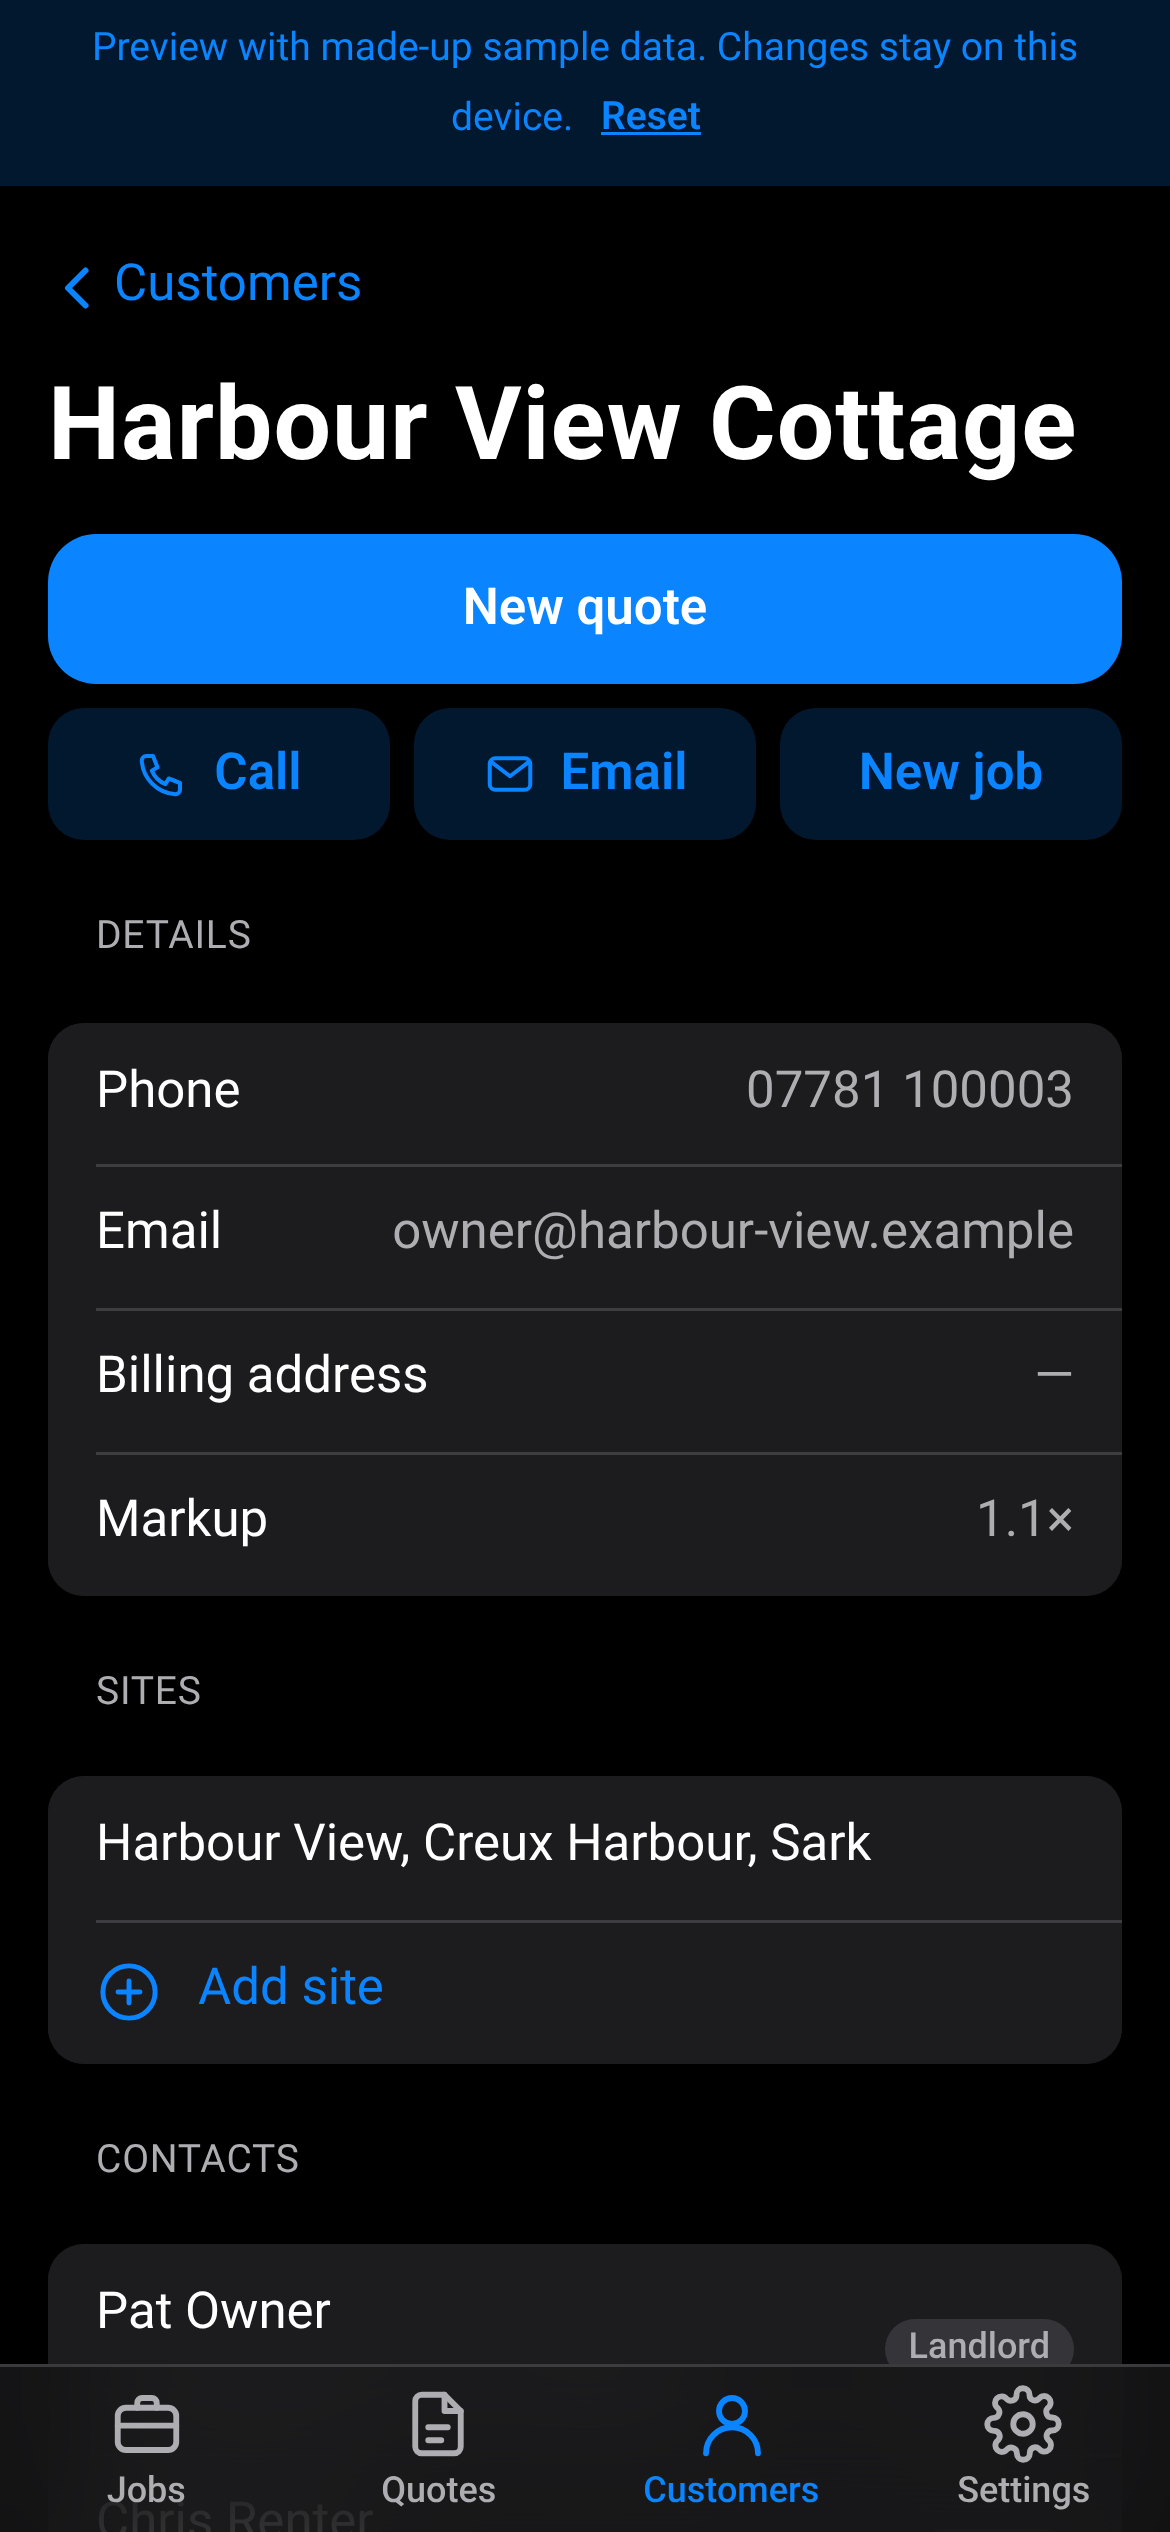 Preview with made-up sample data. Changes stay on this
device. Reset
Customers
Harbour View Cottage
New quote
Call
Email
New job
DETAILS
Phone
07781 100003
Email
owner@harbour-view.example
Billing address
—
Markup
1.1×
SITES
Harbour View, Creux Harbour, Sark
Add site
CONTACTS
Pat Owner
Landlord
Chris Renter
Jobs
Quotes
Customers
Settings